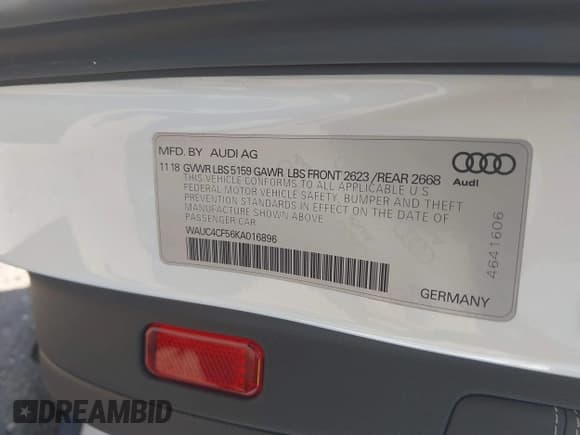 MFD. BY AUDI AG
Audi
11 18 GVWR LBS 5159 GAWR LBS FRONT 2623 /REAR 2668
THIS VEHICLE CONFORMS TO ALL APPLICABLE U S
FEDERAL MOTOR VEHICLE SAFETY, BUMPER AND THEFT
PREVENTION STANDARDS IN EFFECT ON THE DATE OF
MANUFACTURE SHOWN ABOVE
PASSENGER CAR
WAUC4CF56KA016896
4641606
GERMANY
DREAMBID